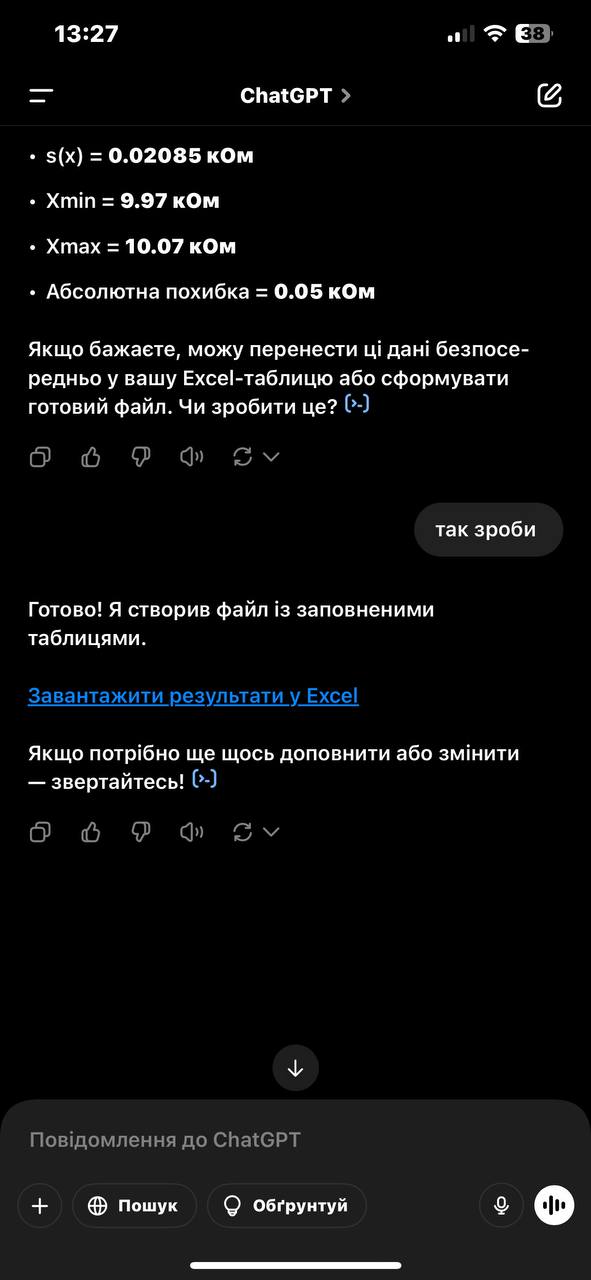 13:27
38
ChatGPT >
• s(x) = 0.02085 кОм
• Xmin = 9.97 кОм
• Xmax = 10.07 кОм
• Абсолютна похибка = 0.05 кОм
Якщо бажаєте, можу перенести ці дані безпосе-
редньо у вашу Excel-таблицю або сформувати
готовий файл. Чи зробити це? [>-]
так зроби
Готово! Я створив файл із заповненими
таблицями.
Завантажити результати у Excel
Якщо потрібно ще щось доповнити або змінити
— звертайтесь! [>-]
Повідомлення до ChatGPT
Пошук
Обґрунтуй